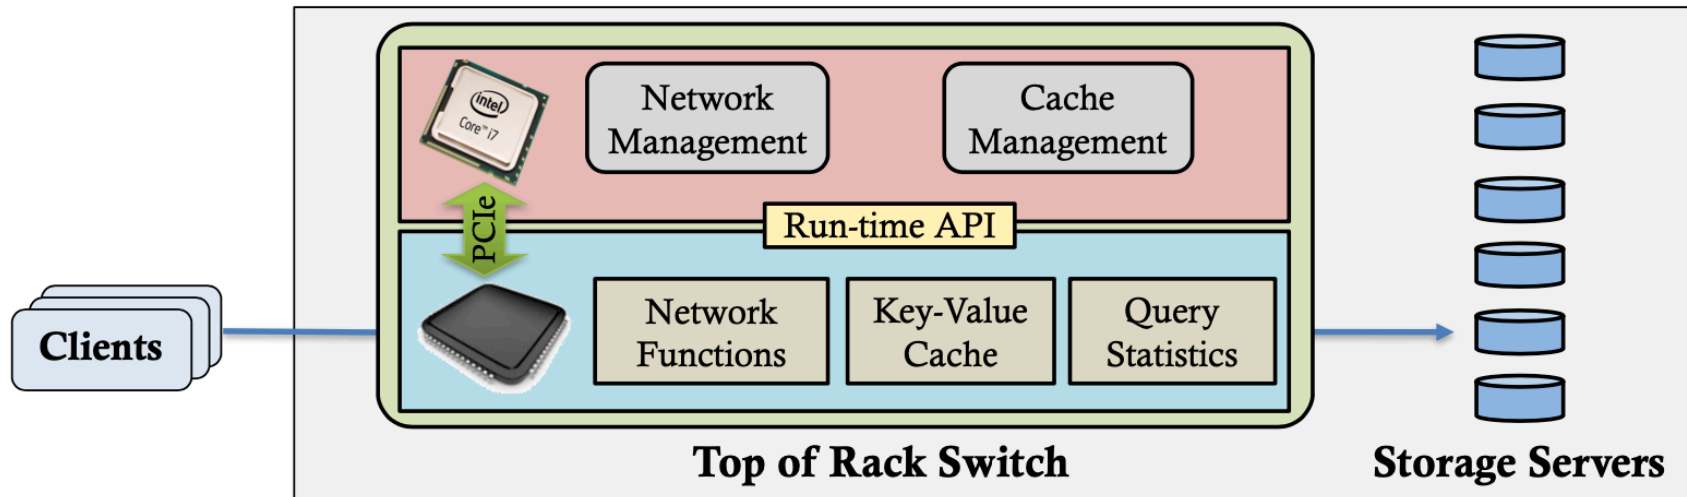 intel
Core™ i7
Network
Management
Cache
Management
PCIe
Run-time API
Clients
Network
Functions
Key-Value
Cache
Query
Statistics
Top of Rack Switch
Storage Servers